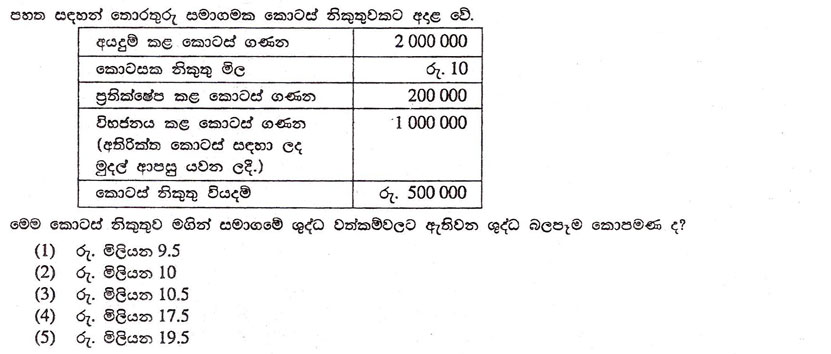 පහත සඳහන් තොරතුරු සමාගමක කොටස් නිකුතුවකට අදාළ වේ.
අයදුම් කළ කොටස් ගණන 2 000 000
කොටසක නිකුතු මිල රු. 10
ප්‍රතික්ෂේප කළ කොටස් ගණන 200 000
විභජනය කළ කොටස් ගණන 1 000 000
(අතිරික්ත කොටස් සඳහා ලද
මුදල් ආපසු යවන ලදී.)
කොටස් නිකුතු වියදම් රු. 500 000
මෙම කොටස් නිකුතුව මගින් සමාගමේ ශුද්ධ වත්කම්වලට ඇතිවන ශුද්ධ බලපෑම කොපමණ ද?
(1) රු. මිලියන 9.5
(2) රු. මිලියන 10
(3) රු. මිලියන 10.5
(4) රු. මිලියන 17.5
(5) රු. මිලියන 19.5